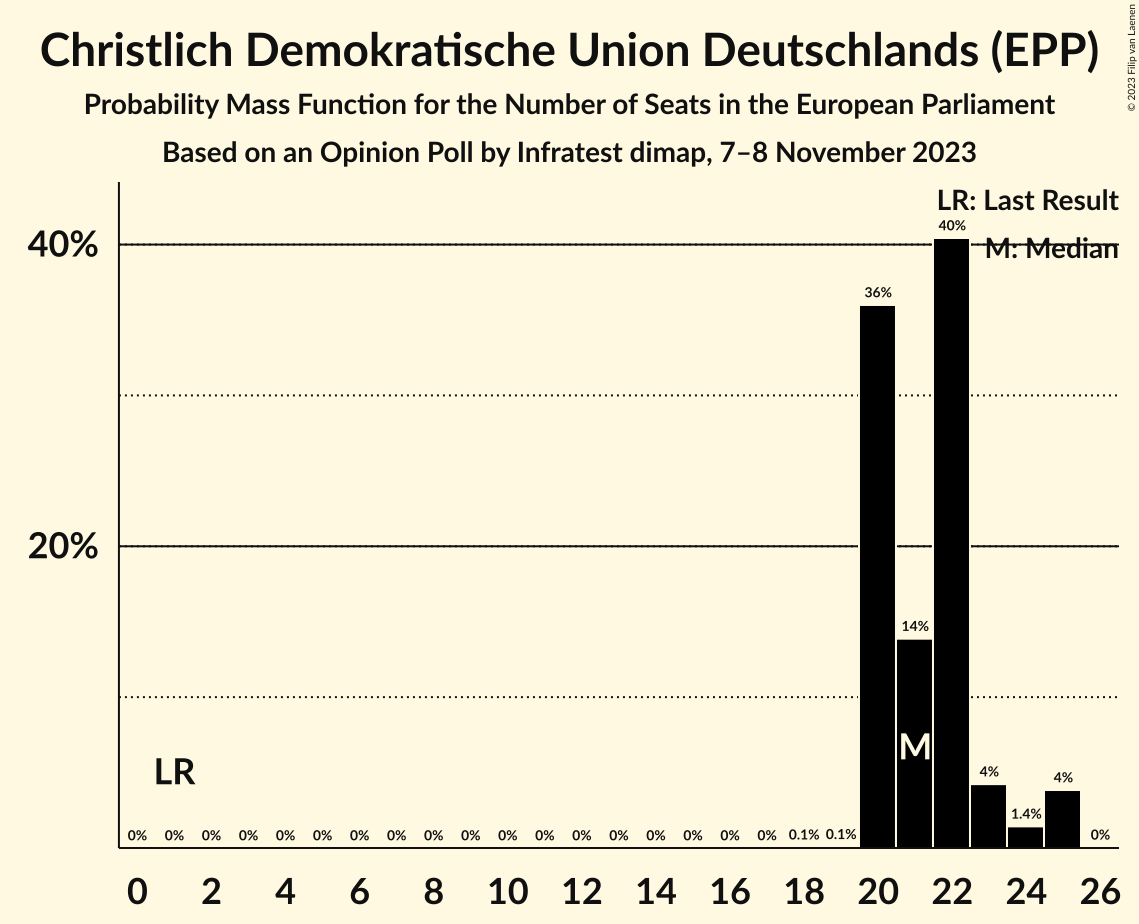 Christlich Demokratische Union Deutschlands (EPP)
Probability Mass Function for the Number of Seats in the European Parliament
Based on an Opinion Poll by Infratest dimap, 7–8 November 2023
© 2023 Filip van Laenen
LR: Last Result
M: Median
40%
20%
40%
36%
14%
4%
1.4%
4%
M
LR
0% 0% 0% 0% 0% 0% 0% 0% 0% 0% 0% 0% 0% 0% 0% 0% 0% 0% 0.1% 0.1% 0%
0 2 4 6 8 10 12 14 16 18 20 22 24 26